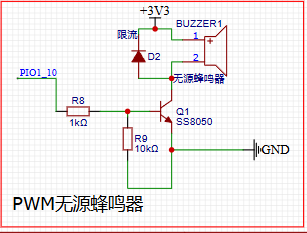 +3V3
BUZZER1
限流
1
D2
2
PIO1_10
无源蜂鸣器
R8
Q1
1kΩ
SS8050
R9
10kΩ
GND
PWM无源蜂鸣器